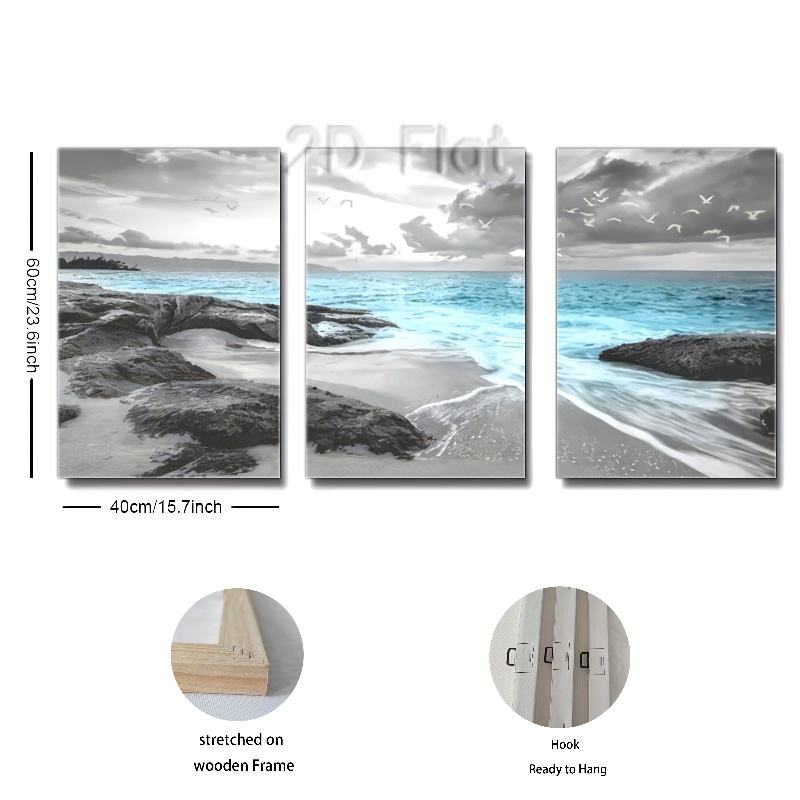 2D Flat
60cm/23.6inch
40cm/15.7inch
stretched on
wooden Frame
Hook
Ready to Hang